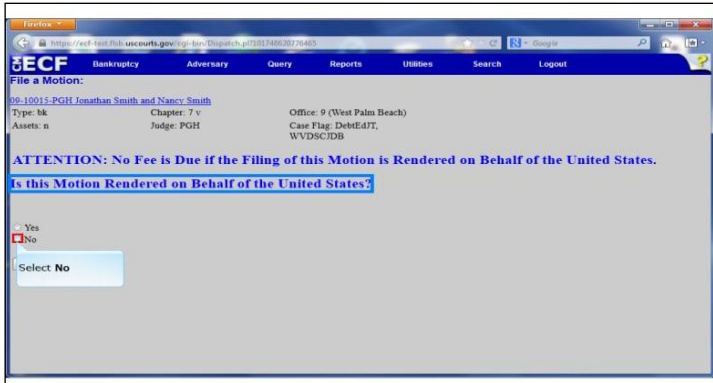 Firefox
https://ecf-test.flsb.uscourts.gov/cgi-bin/Dispatch.pl?101748620776465
Google
ECF Bankruptcy Adversary Query Reports Utilities Search Logout ?
File a Motion:
09-10015-PGH Jonathan Smith and Nancy Smith
Type: bk Chapter: 7 v Office: 9 (West Palm Beach)
Assets: n Judge: PGH Case Flag: DebtEdJT,
WVDSCJDB
ATTENTION: No Fee is Due if the Filing of this Motion is Rendered on Behalf of the United States.
Is this Motion Rendered on Behalf of the United States?
Yes
No
Select No